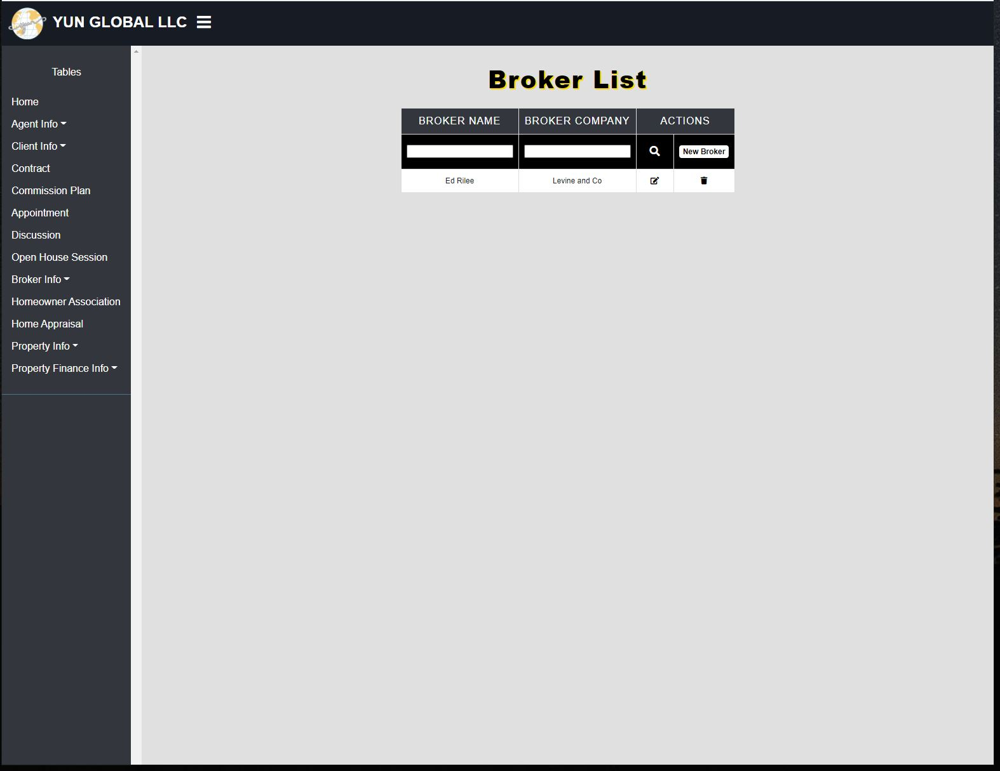 YUN GLOBAL LLC
Tables
Home
Agent Info
Client Info
Contract
Commission Plan
Appointment
Discussion
Open House Session
Broker Info
Homeowner Association
Home Appraisal
Property Info
Property Finance Info
Broker List
BROKER NAME BROKER COMPANY ACTIONS
New Broker
Ed Rilee Levine and Co